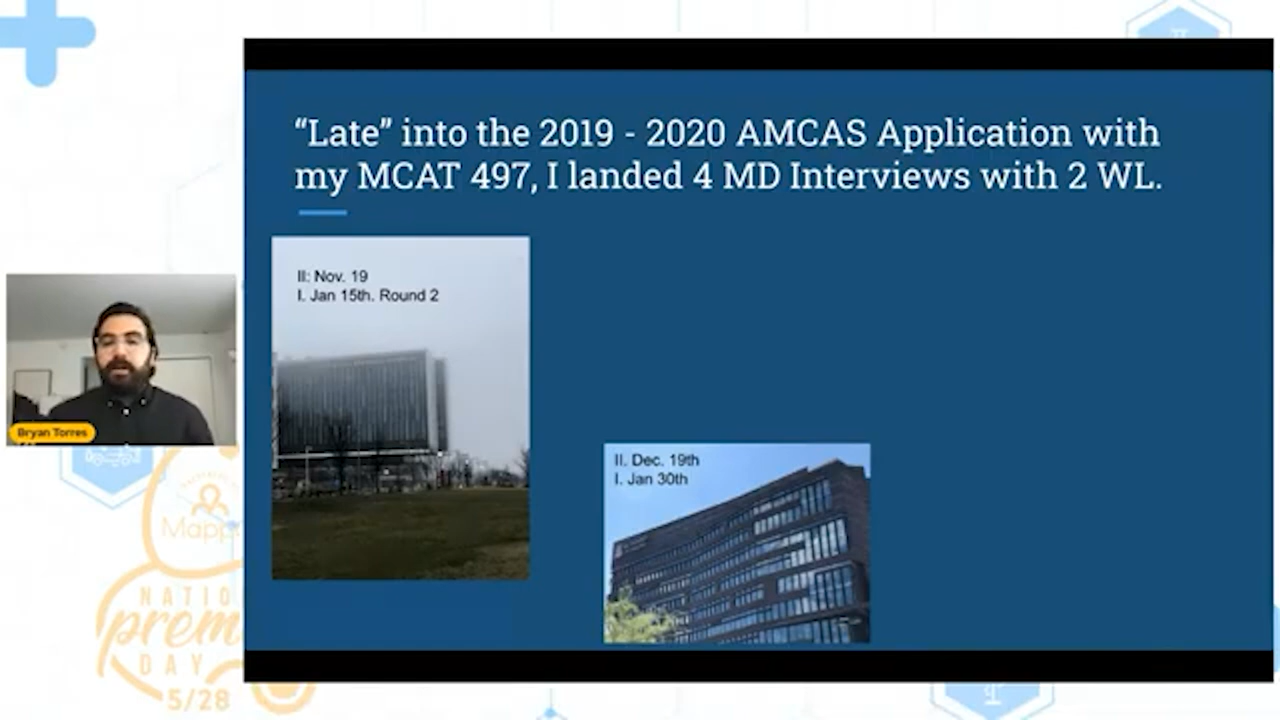 “Late” into the 2019 - 2020 AMCAS Application with
my MCAT 497, I landed 4 MD Interviews with 2 WL.
II: Nov. 19
I. Jan 15th. Round 2
II. Dec. 19th
I. Jan 30th
Bryan Torres
Mapp
NATIO
prem
DAY
5/28